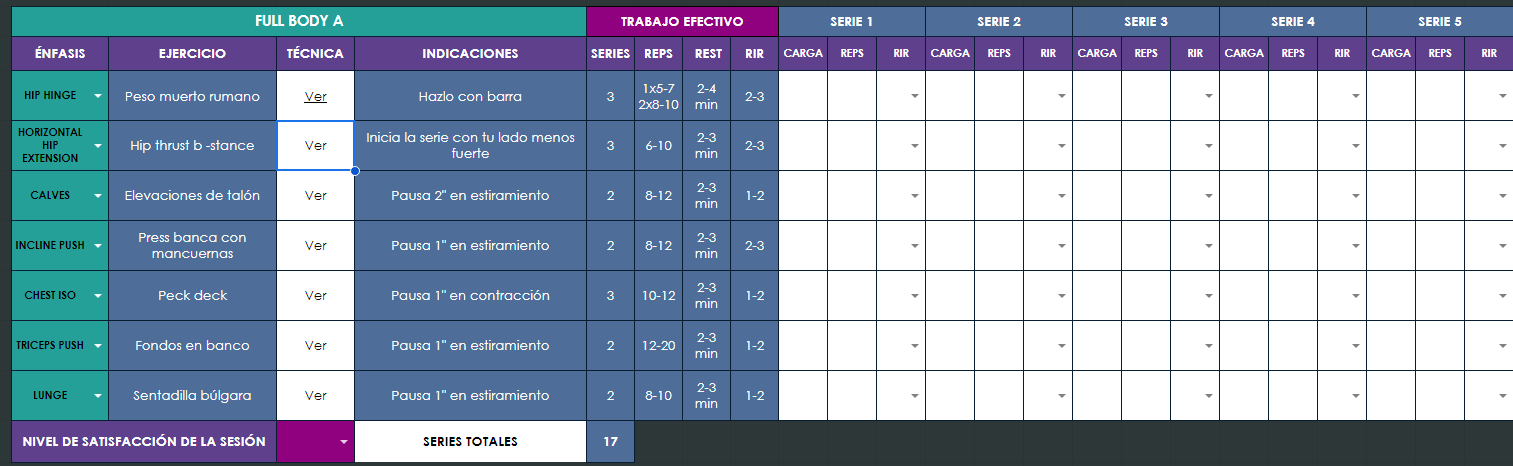 FULL BODY A TRABAJO EFECTIVO SERIE 1 SERIE 2 SERIE 3 SERIE 4 SERIE 5
ÉNFASIS EJERCICIO TÉCNICA INDICACIONES SERIES REPS REST RIR CARGA REPS RIR CARGA REPS RIR CARGA REPS RIR CARGA REPS RIR CARGA REPS RIR
HIP HINGE Peso muerto rumano Ver Hazlo con barra 3 1x5-7 2x8-10 2-4 min 2-3
HORIZONTAL HIP EXTENSION Hip thrust b -stance Ver Inicia la serie con tu lado menos fuerte 3 6-10 2-3 min 2-3
CALVES Elevaciones de talón Ver Pausa 2" en estiramiento 2 8-12 2-3 min 1-2
INCLINE PUSH Press banca con mancuernas Ver Pausa 1" en estiramiento 2 8-12 2-3 min 2-3
CHEST ISO Peck deck Ver Pausa 1" en contracción 3 10-12 2-3 min 1-2
TRICEPS PUSH Fondos en banco Ver Pausa 1" en estiramiento 2 12-20 2-3 min 1-2
LUNGE Sentadilla búlgara Ver Pausa 1" en estiramiento 2 8-10 2-3 min 1-2
NIVEL DE SATISFACCIÓN DE LA SESIÓN SERIES TOTALES 17